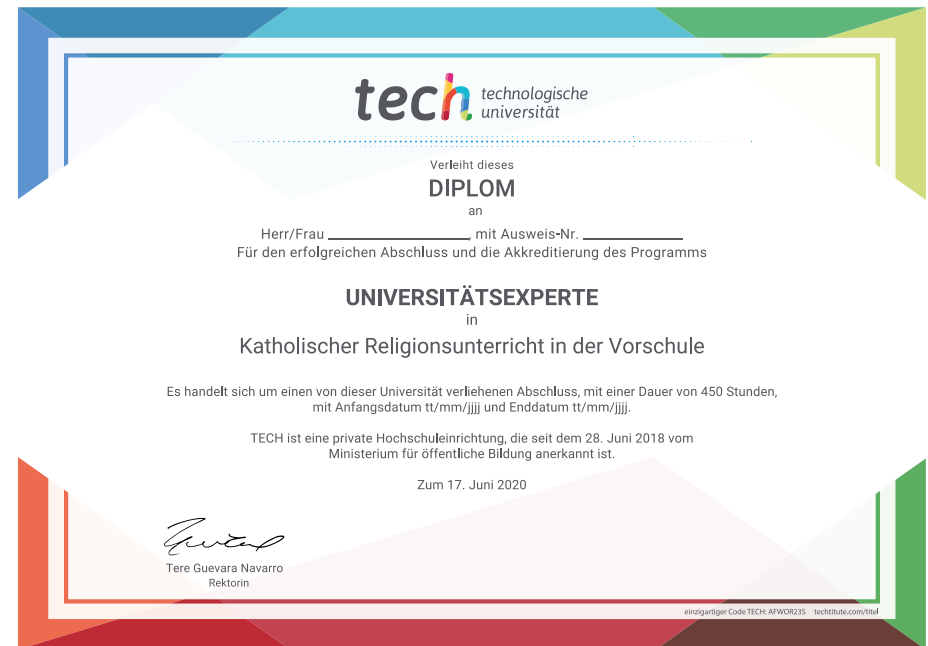 tech technologische
universität
Verleiht dieses
DIPLOM
an
Herr/Frau ____________________, mit Ausweis-Nr. ______________
Für den erfolgreichen Abschluss und die Akkreditierung des Programms
UNIVERSITÄTSEXPERTE
in
Katholischer Religionsunterricht in der Vorschule
Es handelt sich um einen von dieser Universität verliehenen Abschluss, mit einer Dauer von 450 Stunden,
mit Anfangsdatum tt/mm/jjjj und Enddatum tt/mm/jjjj.
TECH ist eine private Hochschuleinrichtung, die seit dem 28. Juni 2018 vom
Ministerium für öffentliche Bildung anerkannt ist.
Zum 17. Juni 2020
Tere Guevara Navarro
Rektorin
einzigartiger Code TECH: AFWOR23S techtitute.com/titel